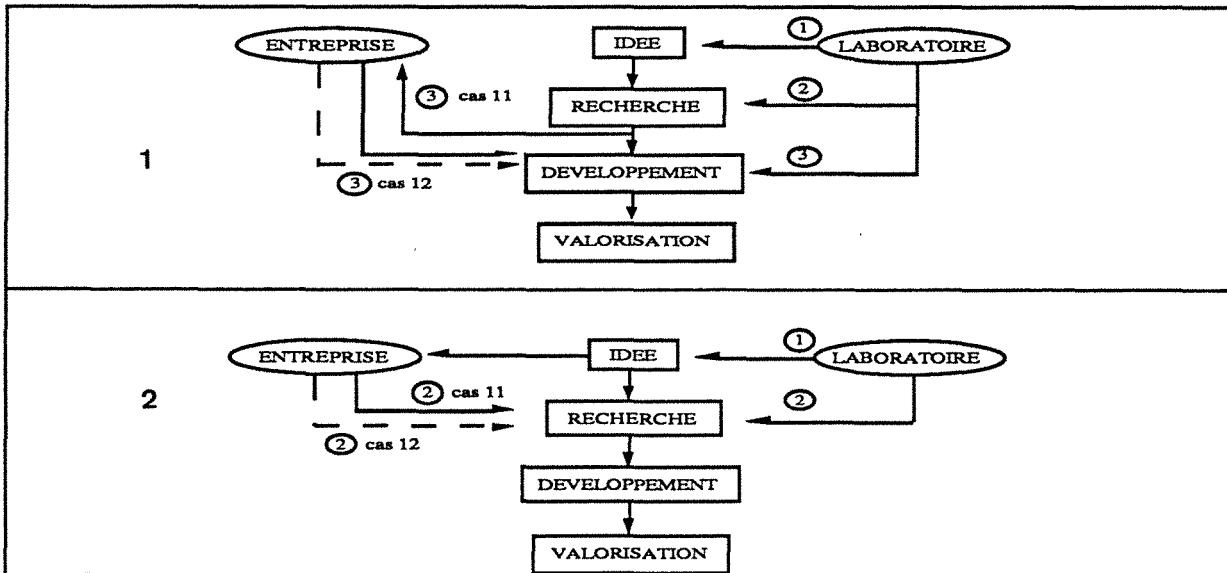 ① 
ENTREPRISE IDEE LABORATOIRE
③ cas 11 RECHERCHE ②
1 ③
DEVELOPPEMENT
③ cas 12
VALORISATION
①
ENTREPRISE IDEE LABORATOIRE
② cas 11
2 RECHERCHE ②
② cas 12
DEVELOPPEMENT
VALORISATION